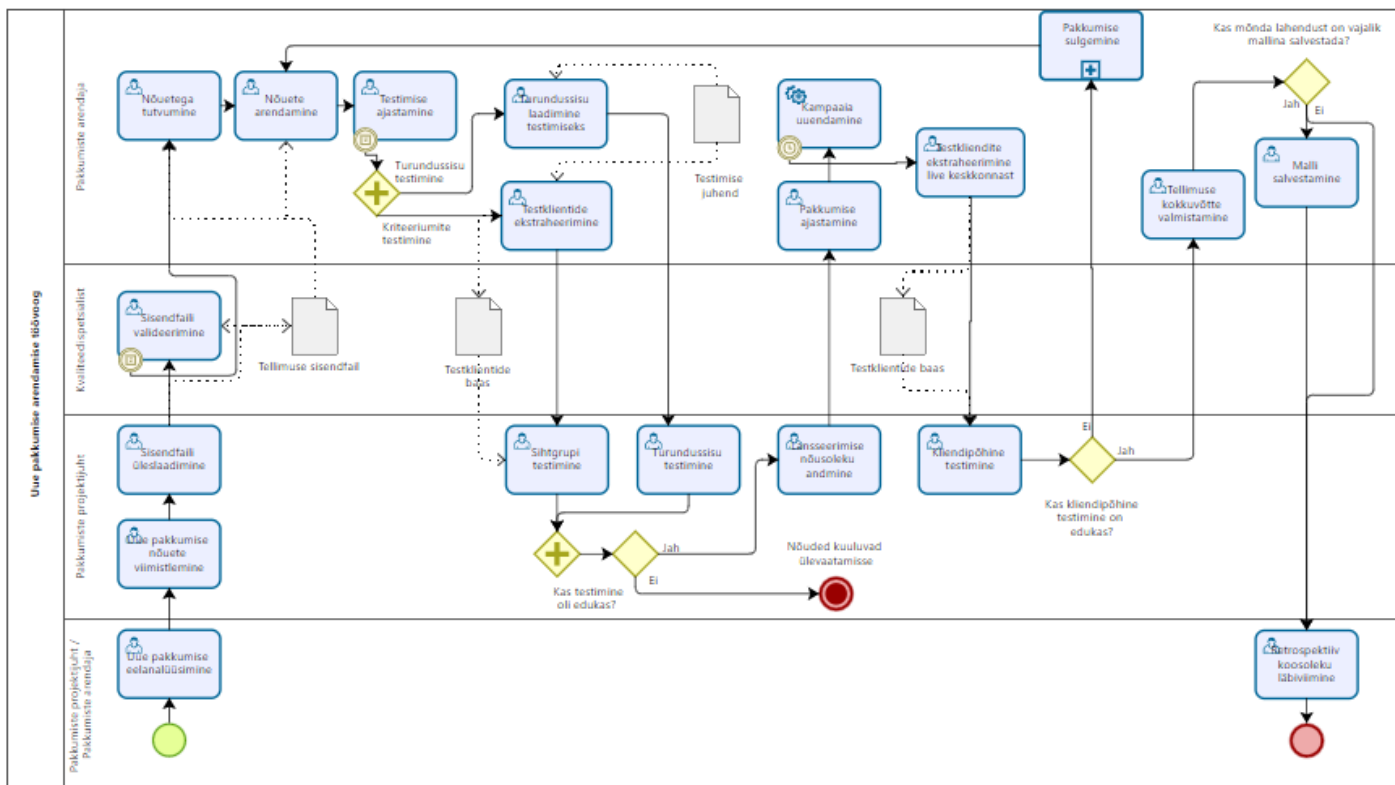 Uue pakkumise arendamise töövoog
Pakkumiste arendaja
Kvaliteedispetsialist
Pakkumiste projektijuht
Pakkumiste projektijuht /
Pakkumiste arendaja
Pakkumise
sulgemine
Kas mõnda lahendust on vajalik
mallina salvestada?
Nõuetega
tutvumine
Nõuete
arendamine
Testimise
ajastamine
Turundussisu
laadimine
testimiseks
Kampaaia
uuendamine
Testkliendite
ekstraheerimine
live keskkonnast
Jah
Ei
Malli
salvestamine
Turundussisu
testimine
Testimise
juhend
Testklientide
ekstraheerimine
Pakkumise
ajastamine
Tellimuse
kokkuvõtte
valmistamine
Kriteeriumite
testimine
Sisendfaili
valideerimine
Tellimuse sisendfail
Testklientide
baas
Testklientide baas
Sisendfaili
üleslaadimine
Sihtgrupi
testimine
Turundussisu
testimine
Lansseerimise
nõusoleku
andmine
Kliendipõhine
testimine
Ei
Jah
Kas kliendipõhine
testimine on
edukas?
Uue pakkumise
nõuete
viimistlemine
Jah
Ei
Kas testimine
oli edukas?
Nõuded kuuluvad
ülevaatamisse
Uue pakkumise
eelanalüüsimine
Retrospektiiv
koosoleku
läbiviimine